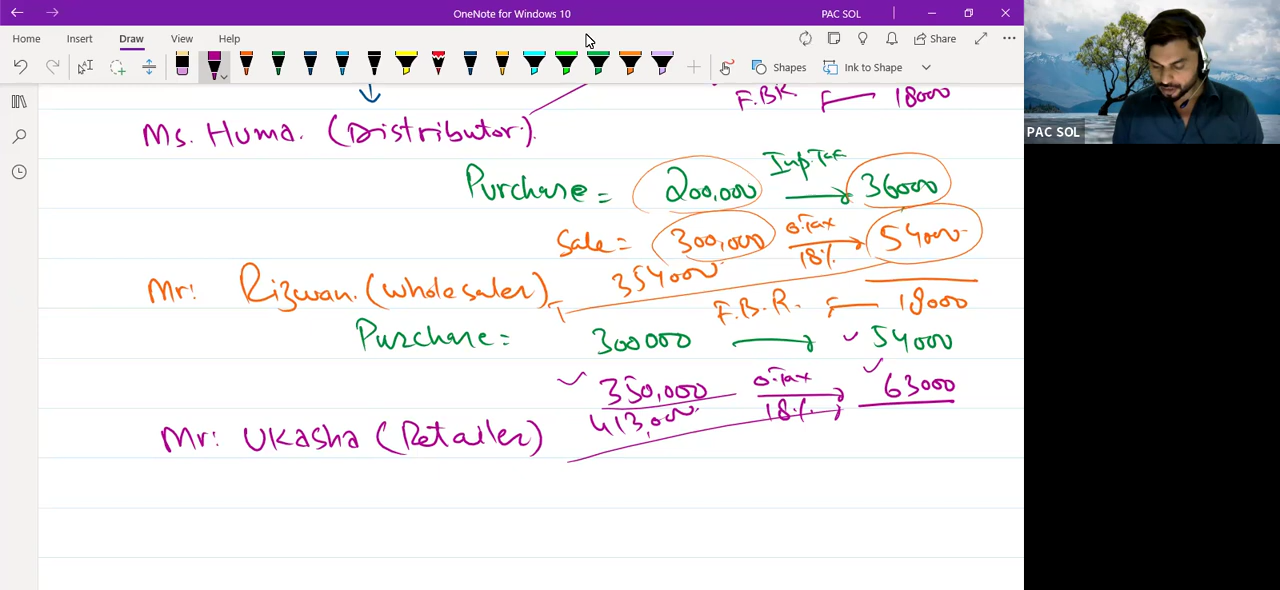 OneNote for Windows 10
PAC SOL
Home Insert Draw View Help
Share
Shapes
Ink to Shape
F.B.R. 18000
Ms. Huma. (Distributor).
PAC SOL
Inp.Tax
Purchase = 200,000 36000
Sale = 300,000 o.Tax 18% 54000
354000
Mr: Rizwan. (wholesaler)
F.B.R. 18000
Purchase = 300000 54000
350,000 o.Tax 63000
413,000 18%
Mr: Ukasha (Retailer)